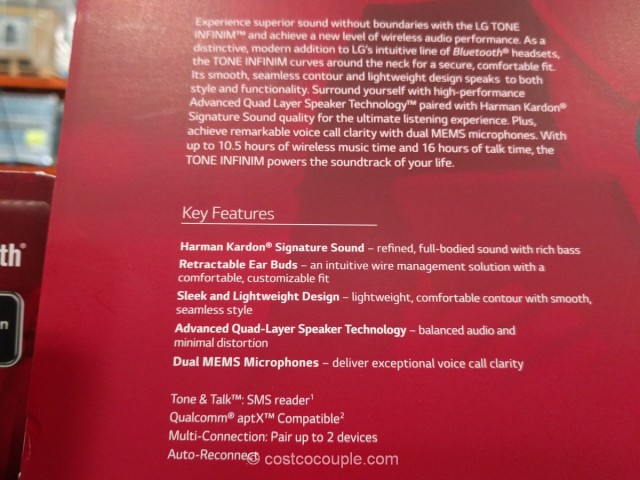 Experience superior sound without boundaries with the LG TONE
INFINIM™ and achieve a new level of wireless audio performance. As a
distinctive, modern addition to LG's intuitive line of Bluetooth® headsets,
the TONE INFINIM curves around the neck for a secure, comfortable fit.
Its smooth, seamless contour and lightweight design speaks to both
style and functionality. Surround yourself with high-performance
Advanced Quad Layer Speaker Technology™ paired with Harman Kardon®
Signature Sound quality for the ultimate listening experience. Plus,
achieve remarkable voice call clarity with dual MEMS microphones. With
up to 10.5 hours of wireless music time and 16 hours of talk time, the
TONE INFINIM powers the soundtrack of your life.
Key Features
Harman Kardon® Signature Sound – refined, full-bodied sound with rich bass
Retractable Ear Buds – an intuitive wire management solution with a
comfortable, customizable fit
Sleek and Lightweight Design – lightweight, comfortable contour with smooth,
seamless style
Advanced Quad-Layer Speaker Technology – balanced audio and
minimal distortion
Dual MEMS Microphones – deliver exceptional voice call clarity
Tone & Talk™: SMS reader¹
Qualcomm® aptX™ Compatible²
Multi-Connection: Pair up to 2 devices
Auto-Reconnect
© costcocouple.com
th®
n